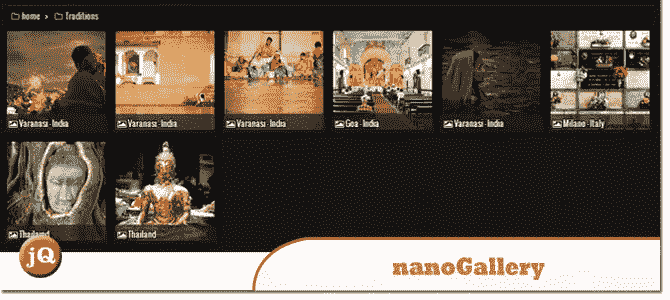 home > Traditions
Varanasi - India
Varanasi - India
Varanasi - India
Goa - India
Varanasi - India
Milano - Italy
Thailand
Thailand
jQ
nanoGallery